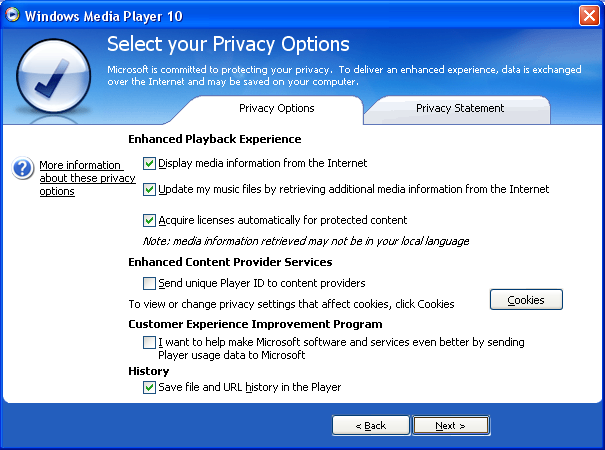 Windows Media Player 10
Select your Privacy Options
Microsoft is committed to protecting your privacy. To deliver an enhanced experience, data is exchanged
over the Internet and may be saved on your computer.
Privacy Options
Privacy Statement
Enhanced Playback Experience
More information
about these privacy
options
Display media information from the Internet
Update my music files by retrieving additional media information from the Internet
Acquire licenses automatically for protected content
Note: media information retrieved may not be in your local language
Enhanced Content Provider Services
Send unique Player ID to content providers
To view or change privacy settings that affect cookies, click Cookies
Cookies
Customer Experience Improvement Program
I want to help make Microsoft software and services even better by sending
Player usage data to Microsoft
History
Save file and URL history in the Player
< Back
Next >